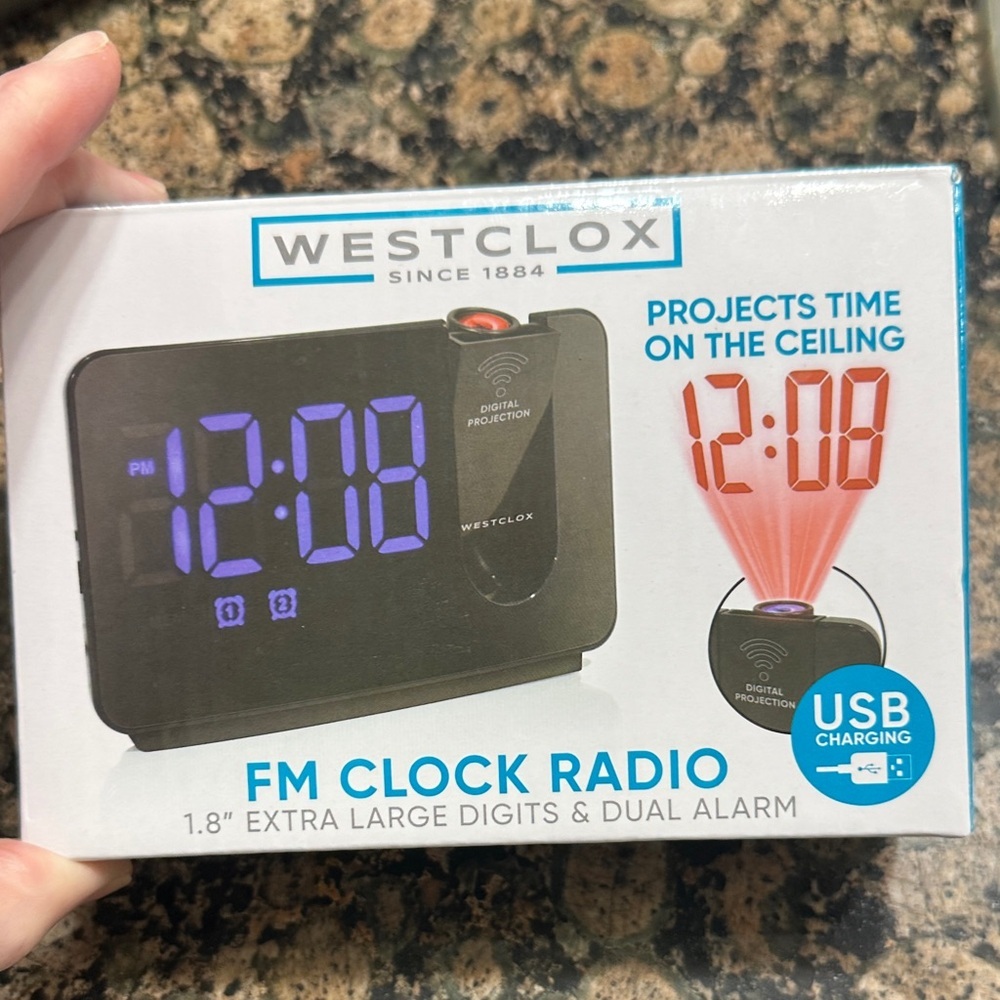 WESTCLOX
SINCE 1884
PROJECTS TIME
ON THE CEILING
12:08
DIGITAL
PROJECTION
PM 12:08
WESTCLOX
1 2
DIGITAL
PROJECTION
USB
CHARGING
FM CLOCK RADIO
1.8” EXTRA LARGE DIGITS & DUAL ALARM